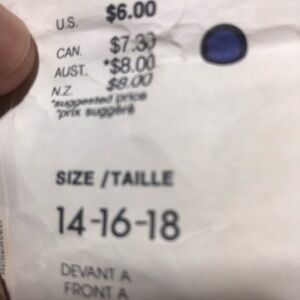 U.S. $6.00
CAN. $7.30
AUST. *$8.00
N.Z. $8.00
*suggested price
*prix suggéré
SIZE /TAILLE
14-16-18
DEVANT A
FRONT A
RESERVED